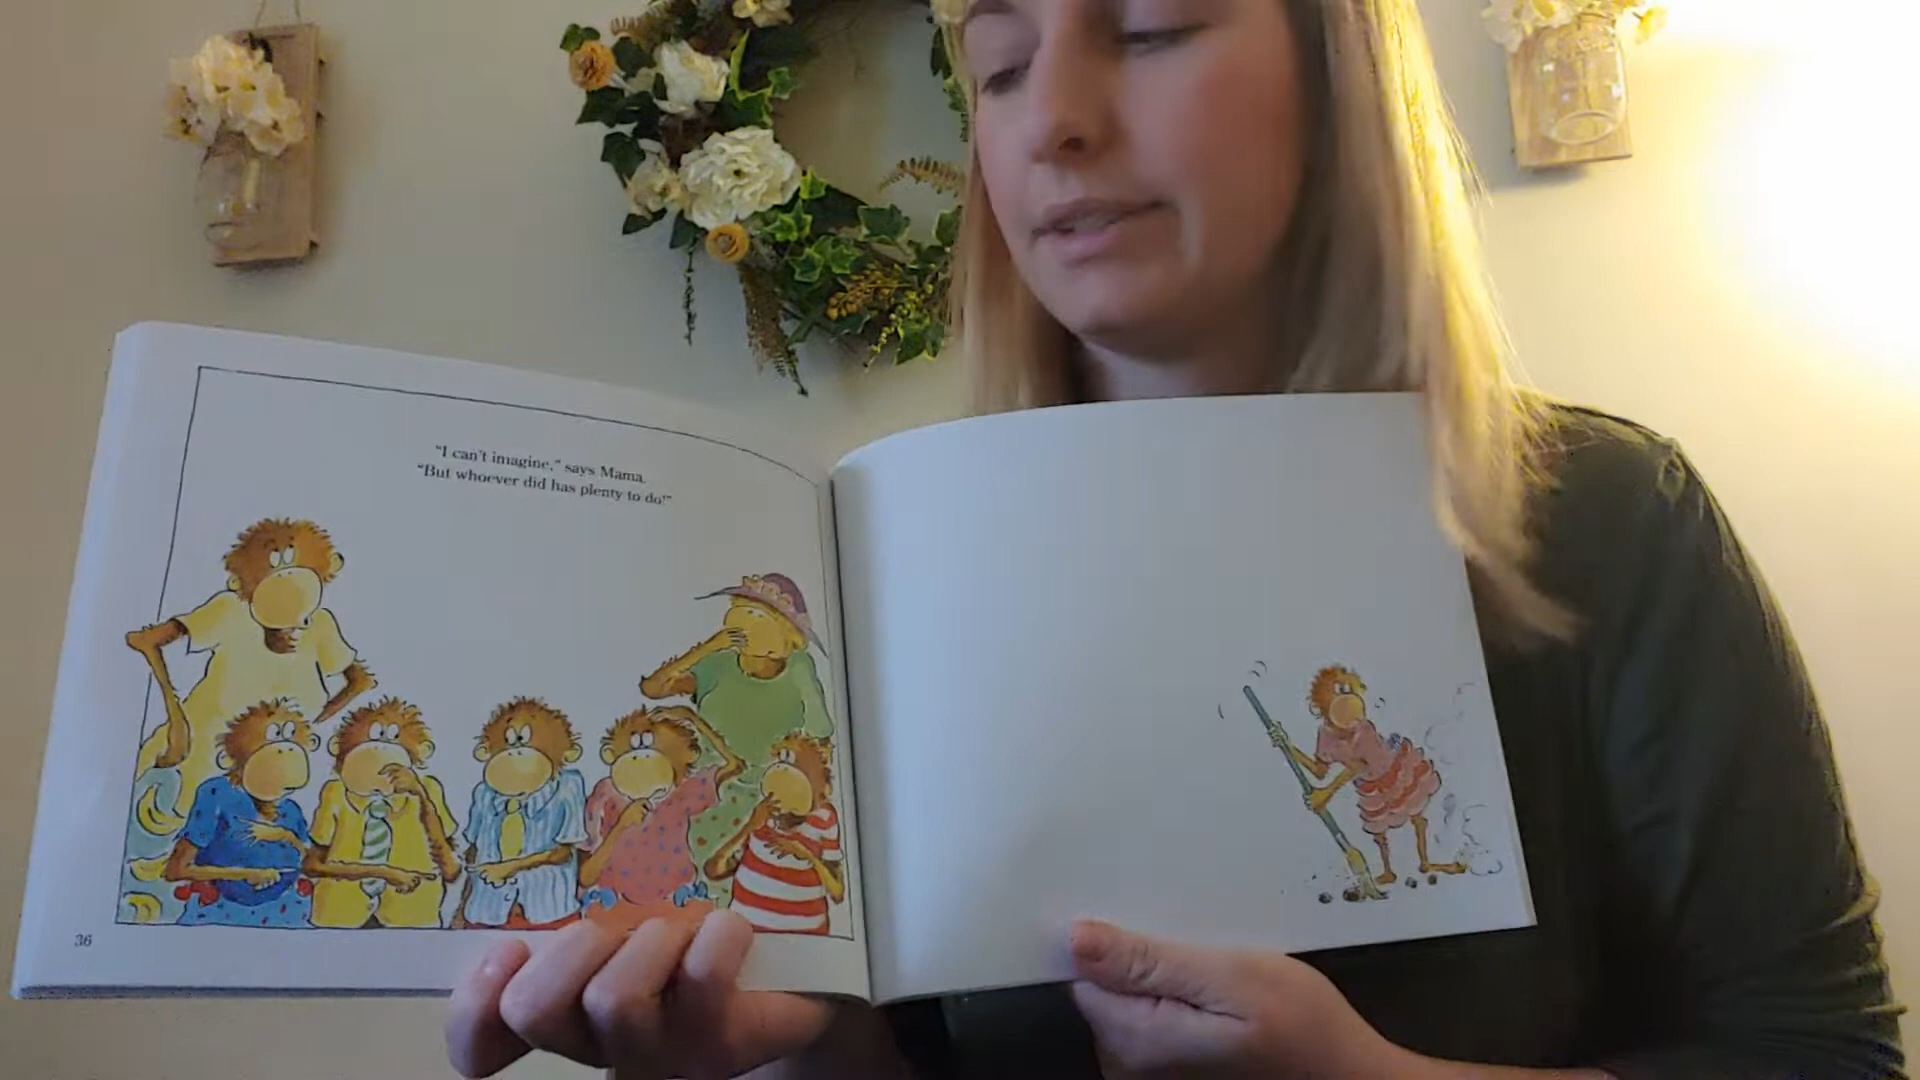 "I can't imagine," says Mama.
"But whoever did has plenty to do!"
36